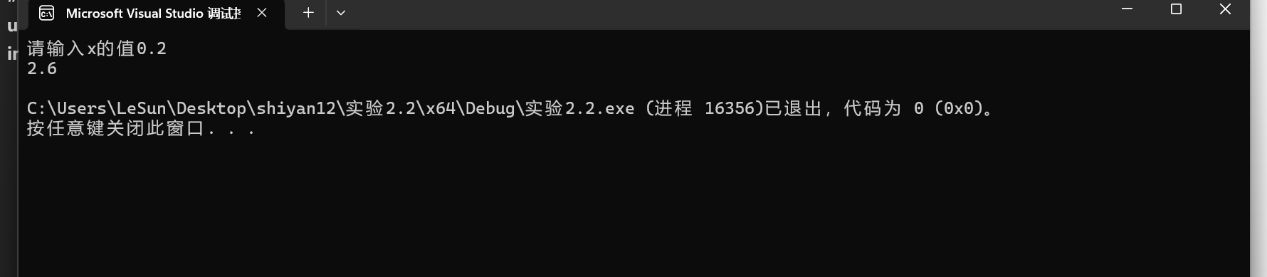 Microsoft Visual Studio 调试
请输入x的值0.2
2.6
C:\Users\LeSun\Desktop\shiyan12\实验2.2\x64\Debug\实验2.2.exe (进程 16356)已退出，代码为 0 (0x0)。
按任意键关闭此窗口. . .